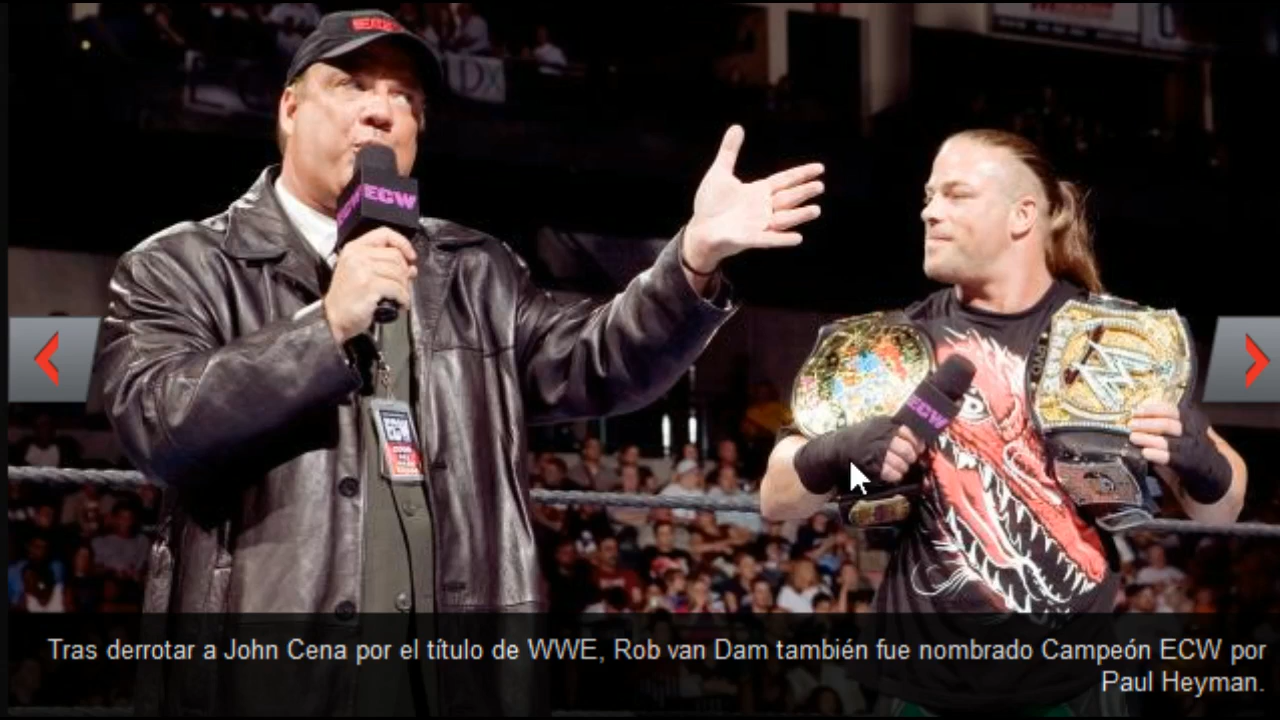 ECW
ECW
ECW
Tras derrotar a John Cena por el título de WWE, Rob van Dam también fue nombrado Campeón ECW por
Paul Heyman.